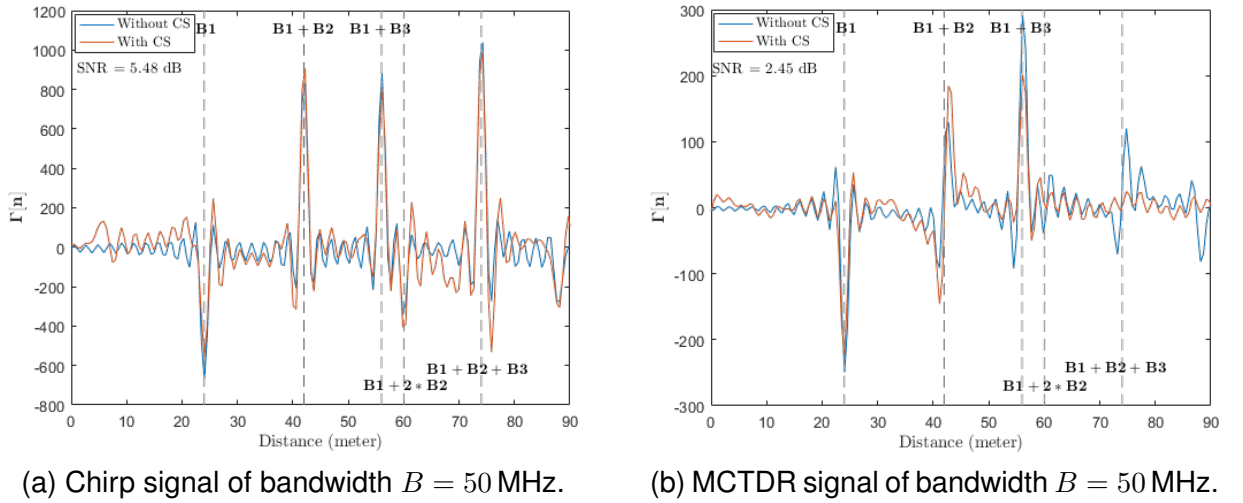 Without CS
With CS
SNR = 5.48 dB
B1
B1 + B2
B1 + B3
B1 + B2 + B3
B1 + 2 * B2
1200
1000
800
600
400
200
0
-200
-400
-600
-800
Γ[n]
0 10 20 30 40 50 60 70 80 90
Distance (meter)
(a) Chirp signal of bandwidth B = 50 MHz.
Without CS
With CS
SNR = 2.45 dB
B1
B1 + B2
B1 + B3
B1 + B2 + B3
B1 + 2 * B2
300
200
100
0
-100
-200
-300
Γ[n]
0 10 20 30 40 50 60 70 80 90
Distance (meter)
(b) MCTDR signal of bandwidth B = 50 MHz.